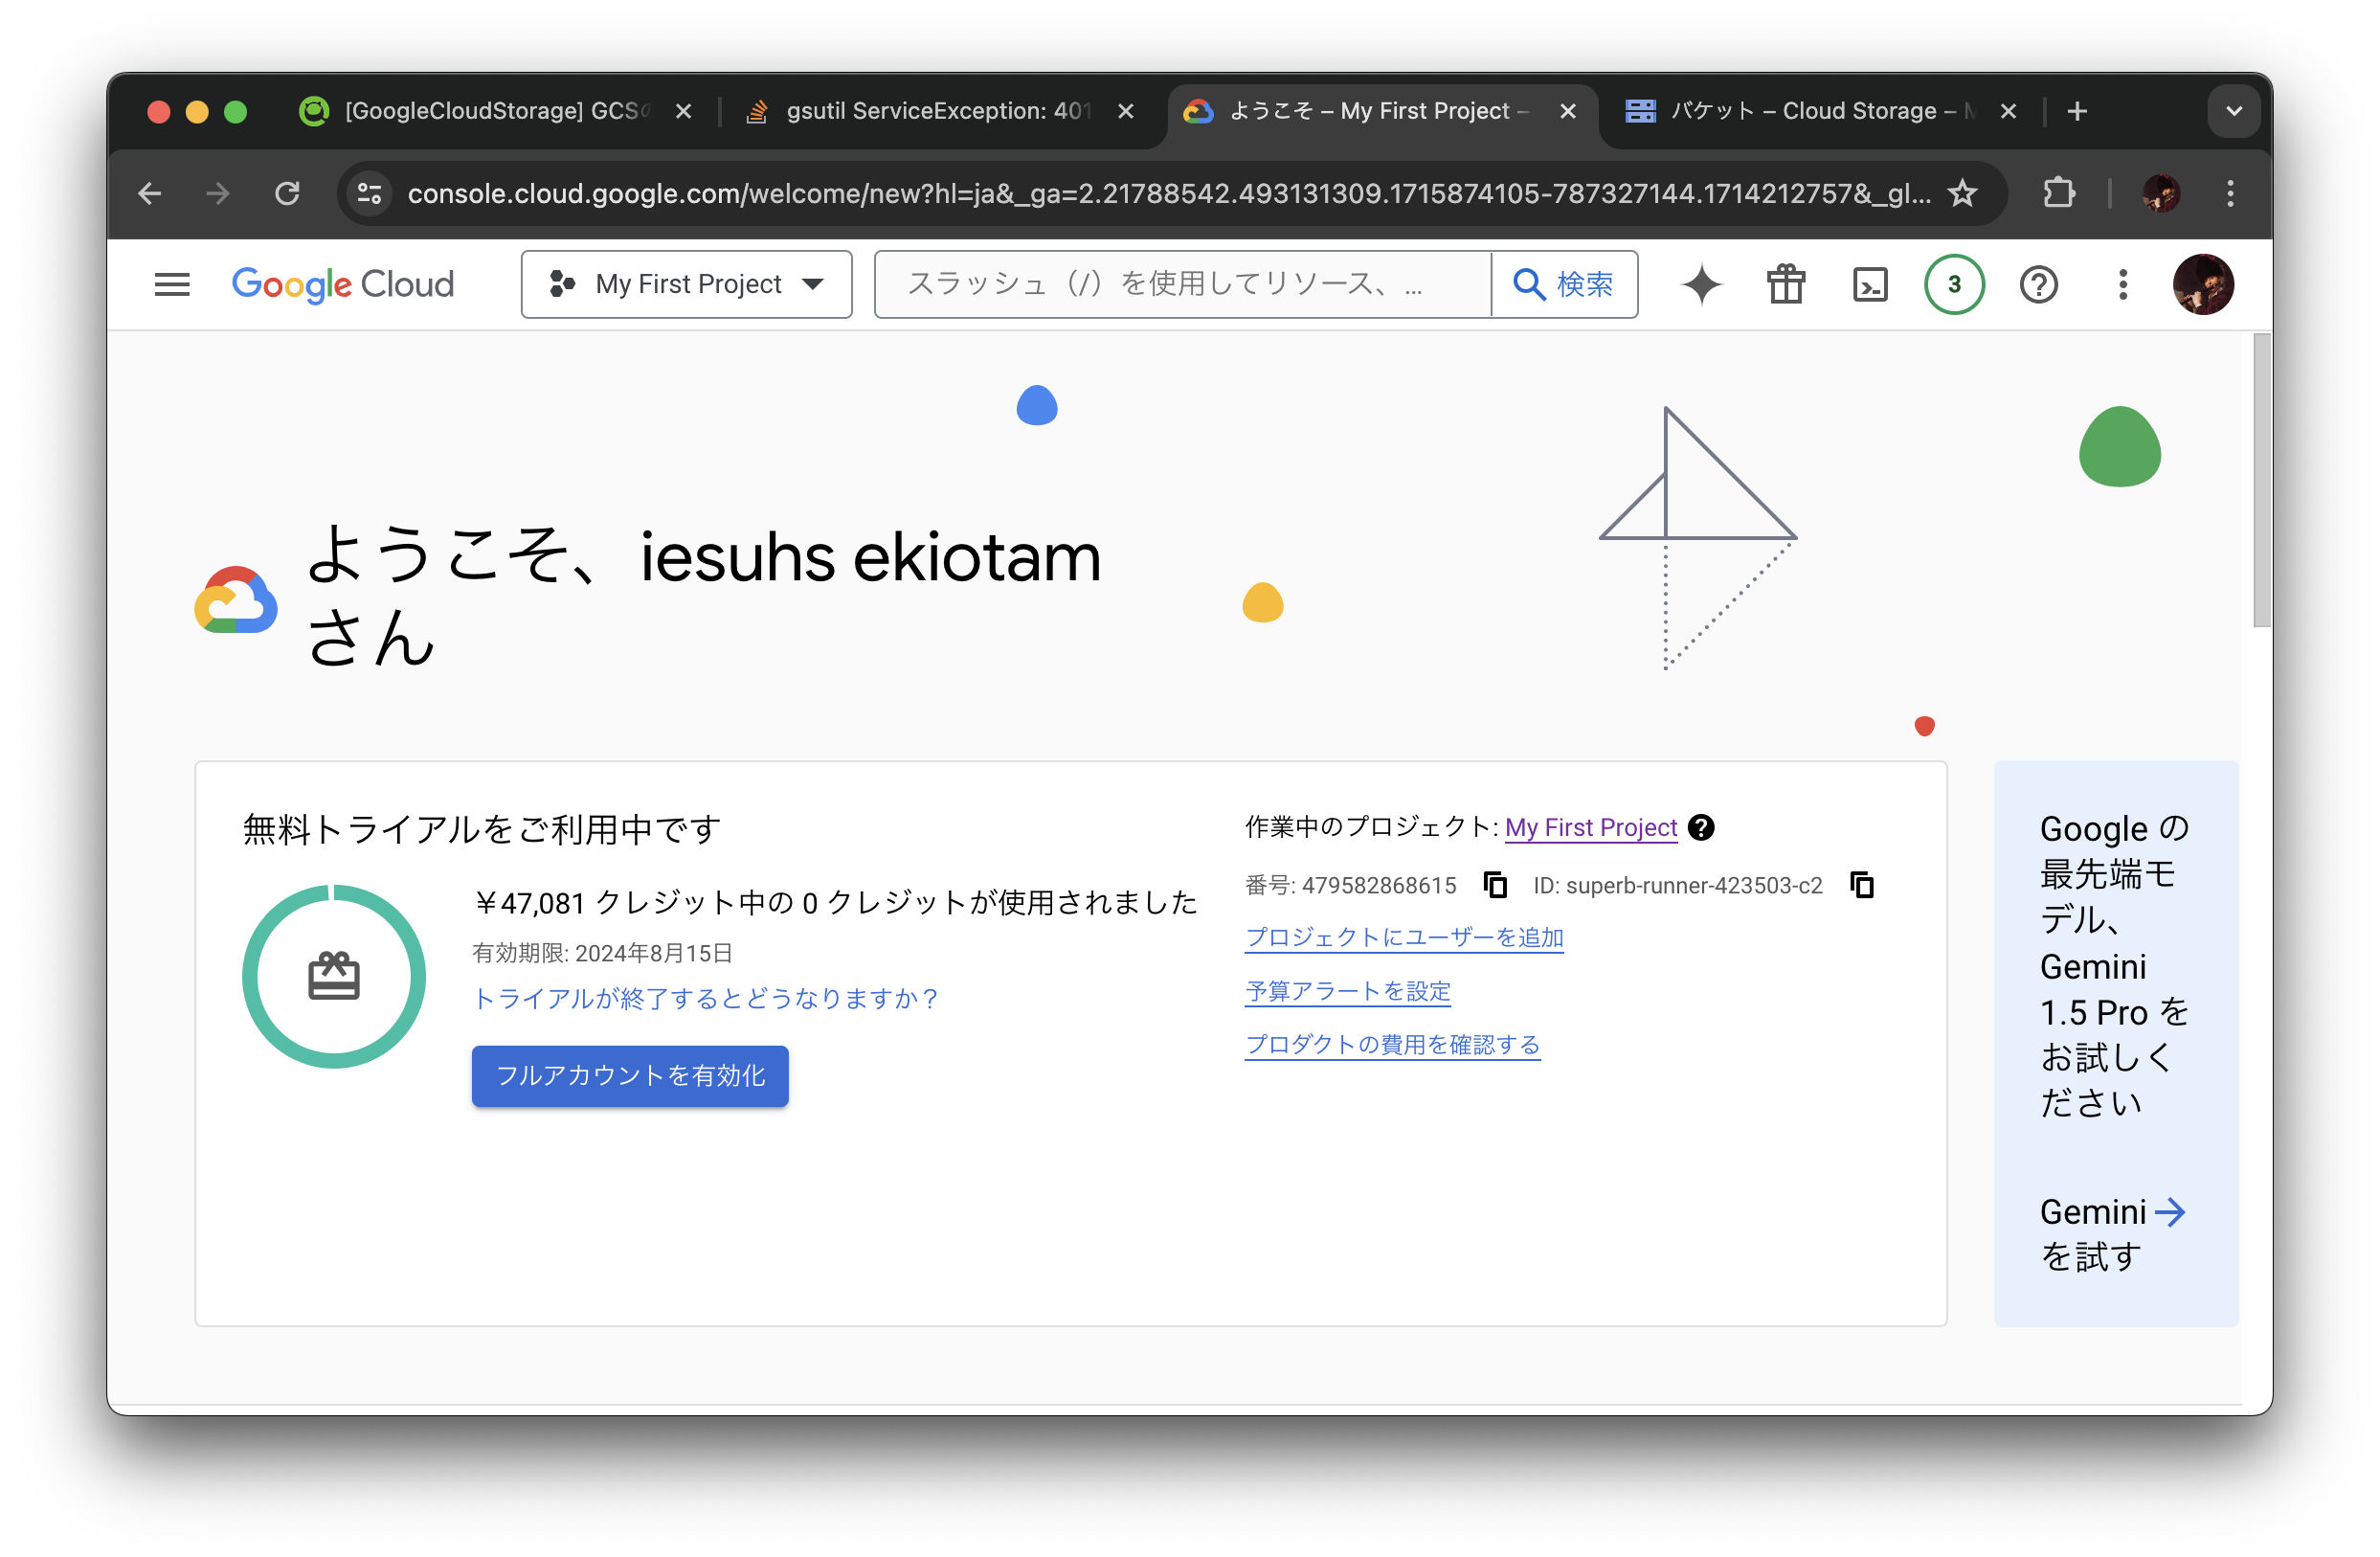 [GoogleCloudStorage] GCSの
gsutil ServiceException: 401
ようこそ – My First Project –
バケット – Cloud Storage – M
console.cloud.google.com/welcome/new?hl=ja&_ga=2.21788542.493131309.1715874105-787327144.1714212757&_gl...
Google Cloud
My First Project
スラッシュ（/）を使用してリソース、...
検索
3
ようこそ、iesuhs ekiotam
さん
無料トライアルをご利用中です
￥47,081 クレジット中の 0 クレジットが使用されました
有効期限: 2024年8月15日
トライアルが終了するとどうなりますか？
フルアカウントを有効化
作業中のプロジェクト: My First Project
番号: 479582868615 ID: superb-runner-423503-c2
プロジェクトにユーザーを追加
予算アラートを設定
プロダクトの費用を確認する
Google の
最先端モ
デル、
Gemini
1.5 Pro を
お試しく
ださい
Gemini
を試す